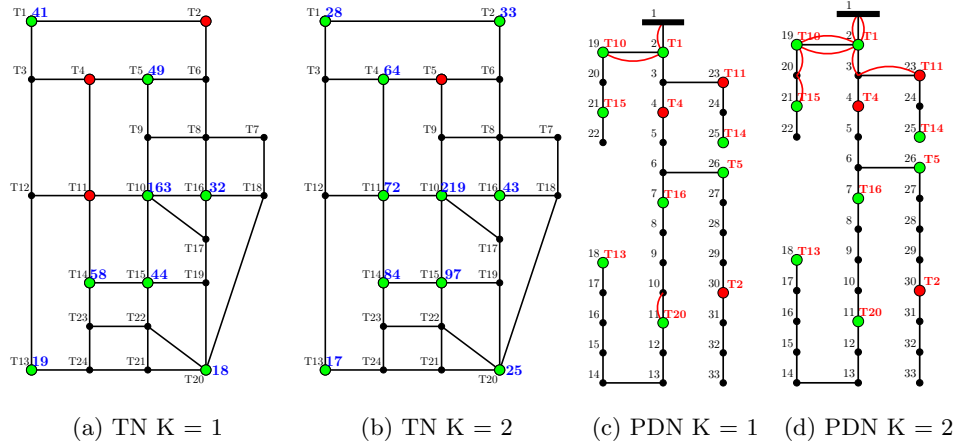 T1 41
T2
T3
T4
T5 49
T6
T9
T8
T7
T12
T11
T10 163
T16 32
T18
T17
T14 58
T15 44
T19
T23
T22
T13 19
T24
T21
T20 18
(a) TN K = 1
T1 28
T2 33
T3
T4 64
T5
T6
T9
T8
T7
T12
T11 72
T10 219
T16 43
T18
T17
T14 84
T15 97
T19
T23
T22
T13 17
T24
T21
T20 25
(b) TN K = 2
1
19 T10
2 T1
20
3
23 T11
21 T15
4 T4
24
22
5
25 T14
6
26 T5
7 T16
27
8
28
18 T13
9
29
17
10
30 T2
16
11 T20
31
15
12
32
14
13
33
(c) PDN K = 1
1
19 T10
2 T1
20
3
23 T11
21 T15
4 T4
24
22
5
25 T14
6
26 T5
7 T16
27
8
28
18 T13
9
29
17
10
30 T2
16
11 T20
31
15
12
32
14
13
33
(d) PDN K = 2